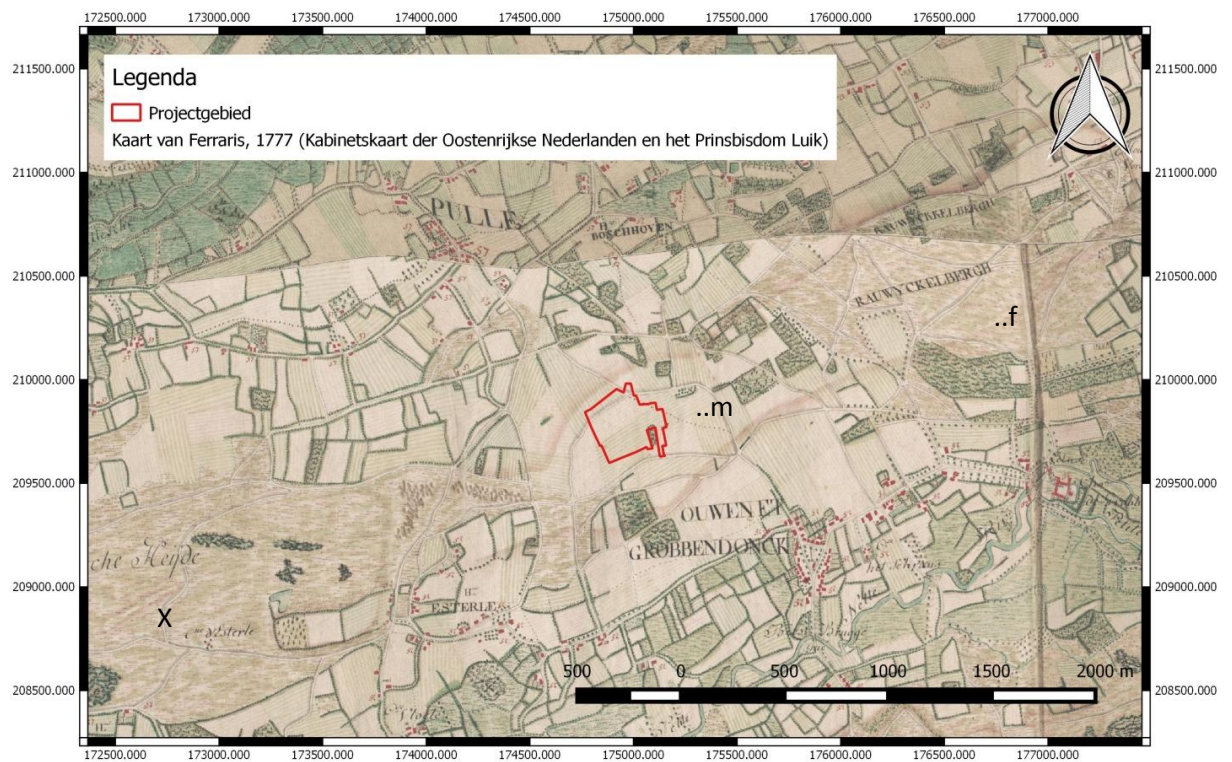 172500.000 173000.000 173500.000 174000.000 174500.000 175000.000 175500.000 176000.000 176500.000 177000.000
211500.000 211500.000
Legenda
Projectgebied
Kaart van Ferraris, 1777 (Kabinetskaart der Oostenrijkse Nederlanden en het Prinsbisdom Luik)
211000.000 211000.000
PULLE
H.
BOSCHHOVEN
RAUWYCKELBERGH
210500.000 210500.000
RAUWYCKELBERGH
..f
210000.000 210000.000
..m
209500.000 209500.000
OUWEN ET
GROBBENDONCK
che Heyde
209000.000 209000.000
X
ESTERLE
500 0 500 1000 1500 2000 m
208500.000 208500.000
172500.000 173000.000 173500.000 174000.000 174500.000 175000.000 175500.000 176000.000 176500.000 177000.000